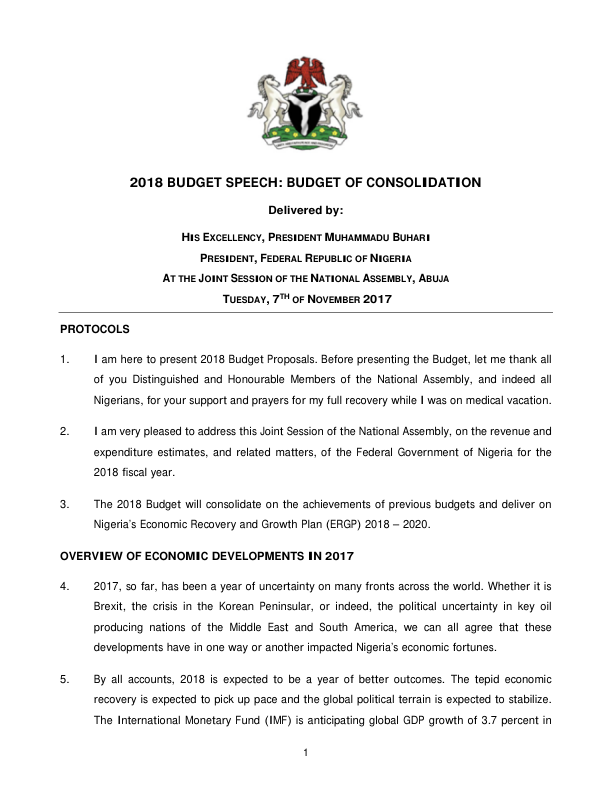 2018 BUDGET SPEECH: BUDGET OF CONSOLIDATION
Delivered by:
HIS EXCELLENCY, PRESIDENT MUHAMMADU BUHARI
PRESIDENT, FEDERAL REPUBLIC OF NIGERIA
AT THE JOINT SESSION OF THE NATIONAL ASSEMBLY, ABUJA
TUESDAY, 7TH OF NOVEMBER 2017
PROTOCOLS
1. I am here to present 2018 Budget Proposals. Before presenting the Budget, let me thank all
of you Distinguished and Honourable Members of the National Assembly, and indeed all
Nigerians, for your support and prayers for my full recovery while I was on medical vacation.
2. I am very pleased to address this Joint Session of the National Assembly, on the revenue and
expenditure estimates, and related matters, of the Federal Government of Nigeria for the
2018 fiscal year.
3. The 2018 Budget will consolidate on the achievements of previous budgets and deliver on
Nigeria's Economic Recovery and Growth Plan (ERGP) 2018 – 2020.
OVERVIEW OF ECONOMIC DEVELOPMENTS IN 2017
4. 2017, so far, has been a year of uncertainty on many fronts across the world. Whether it is
Brexit, the crisis in the Korean Peninsular, or indeed, the political uncertainty in key oil
producing nations of the Middle East and South America, we can all agree that these
developments have in one way or another impacted Nigeria's economic fortunes.
5. By all accounts, 2018 is expected to be a year of better outcomes. The tepid economic
recovery is expected to pick up pace and the global political terrain is expected to stabilize.
The International Monetary Fund (IMF) is anticipating global GDP growth of 3.7 percent in
1